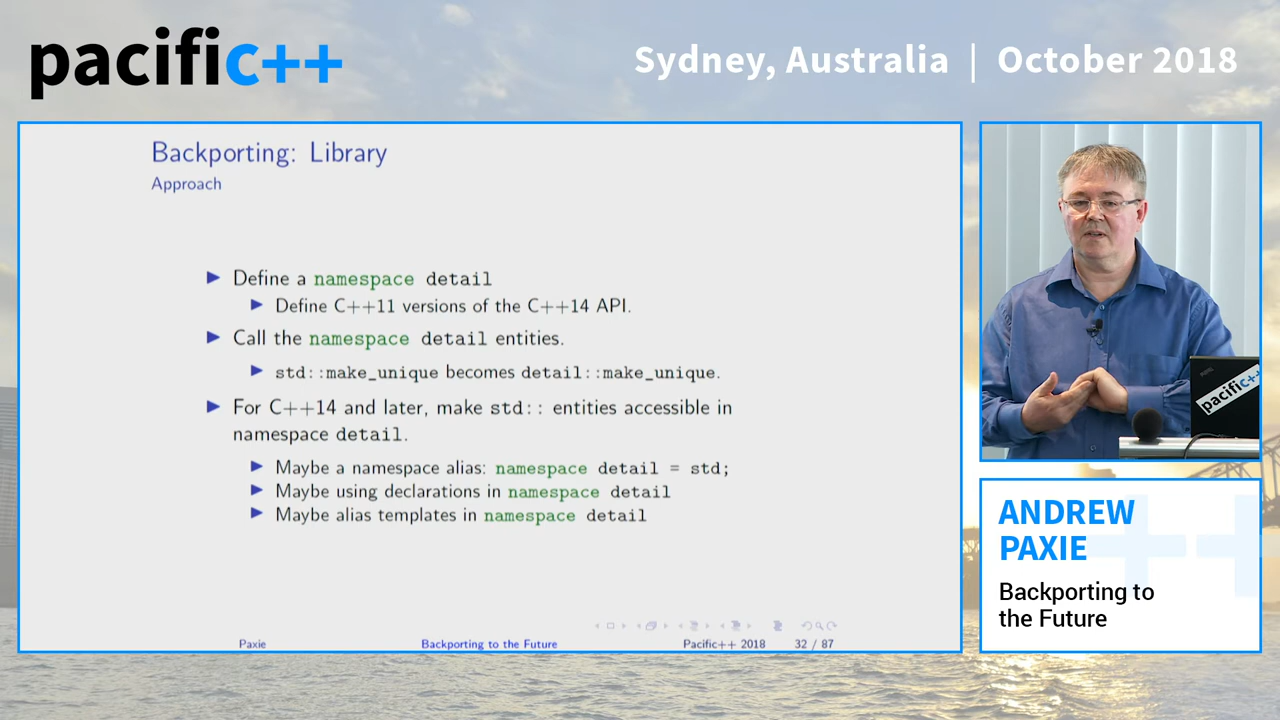 pacific++
Sydney, Australia | October 2018
Backporting: Library
Approach
Define a namespace detail
Define C++11 versions of the C++14 API.
Call the namespace detail entities.
std::make_unique becomes detail::make_unique.
For C++14 and later, make std:: entities accessible in
namespace detail.
Maybe a namespace alias: namespace detail = std;
Maybe using declarations in namespace detail
Maybe alias templates in namespace detail
Paxie Backporting to the Future Pacific++ 2018 32 / 87
pacific++
ANDREW
PAXIE
Backporting to
the Future